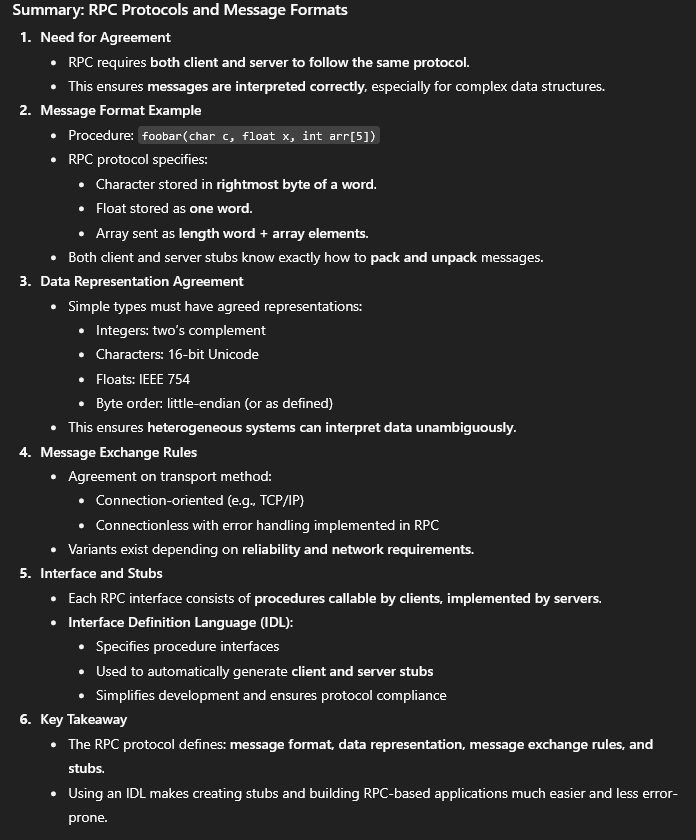 Summary: RPC Protocols and Message Formats
1. Need for Agreement
• RPC requires both client and server to follow the same protocol.
• This ensures messages are interpreted correctly, especially for complex data structures.
2. Message Format Example
• Procedure: foobar(char c, float x, int arr[5])
• RPC protocol specifies:
• Character stored in rightmost byte of a word.
• Float stored as one word.
• Array sent as length word + array elements.
• Both client and server stubs know exactly how to pack and unpack messages.
3. Data Representation Agreement
• Simple types must have agreed representations:
• Integers: two's complement
• Characters: 16-bit Unicode
• Floats: IEEE 754
• Byte order: little-endian (or as defined)
• This ensures heterogeneous systems can interpret data unambiguously.
4. Message Exchange Rules
• Agreement on transport method:
• Connection-oriented (e.g., TCP/IP)
• Connectionless with error handling implemented in RPC
• Variants exist depending on reliability and network requirements.
5. Interface and Stubs
• Each RPC interface consists of procedures callable by clients, implemented by servers.
• Interface Definition Language (IDL):
• Specifies procedure interfaces
• Used to automatically generate client and server stubs
• Simplifies development and ensures protocol compliance
6. Key Takeaway
• The RPC protocol defines: message format, data representation, message exchange rules, and
stubs.
• Using an IDL makes creating stubs and building RPC-based applications much easier and less error-
prone.